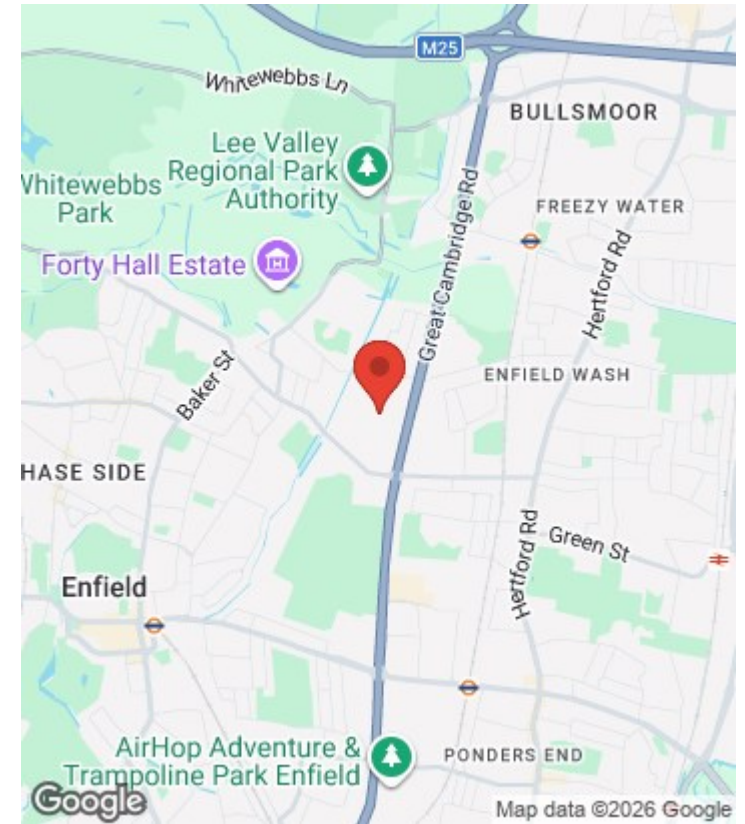 M25
Whitewebbs Ln
BULLSMOOR
Lee Valley
Regional Park
Authority
Whitewebbs
Park
FREEZY WATER
Forty Hall Estate
Great Cambridge Rd
Hertford Rd
Baker St
ENFIELD WASH
HASE SIDE
Hertford Rd
Green St
Enfield
AirHop Adventure &
Trampoline Park Enfield
PONDERS END
Google
Map data ©2026 Google